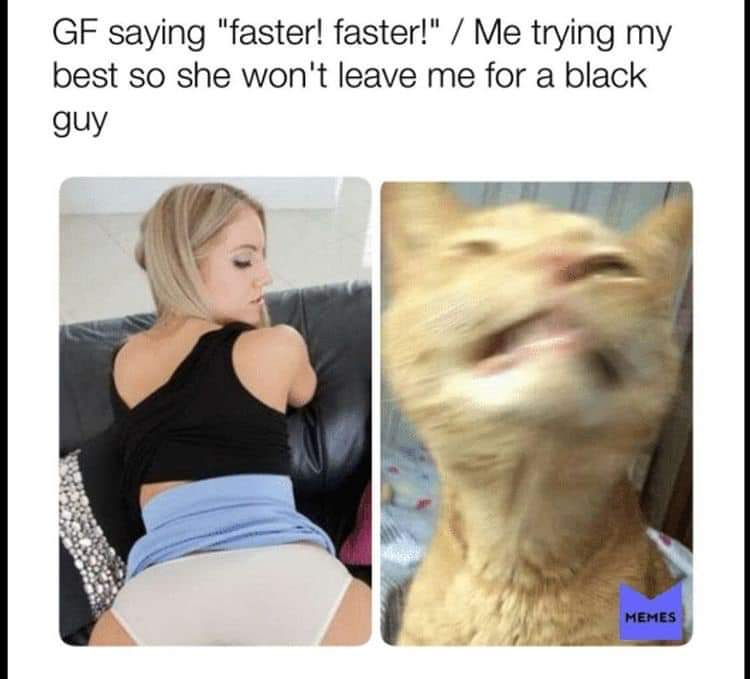 GF saying "faster! faster!" / Me trying my
best so she won't leave me for a black
guy
MEMES